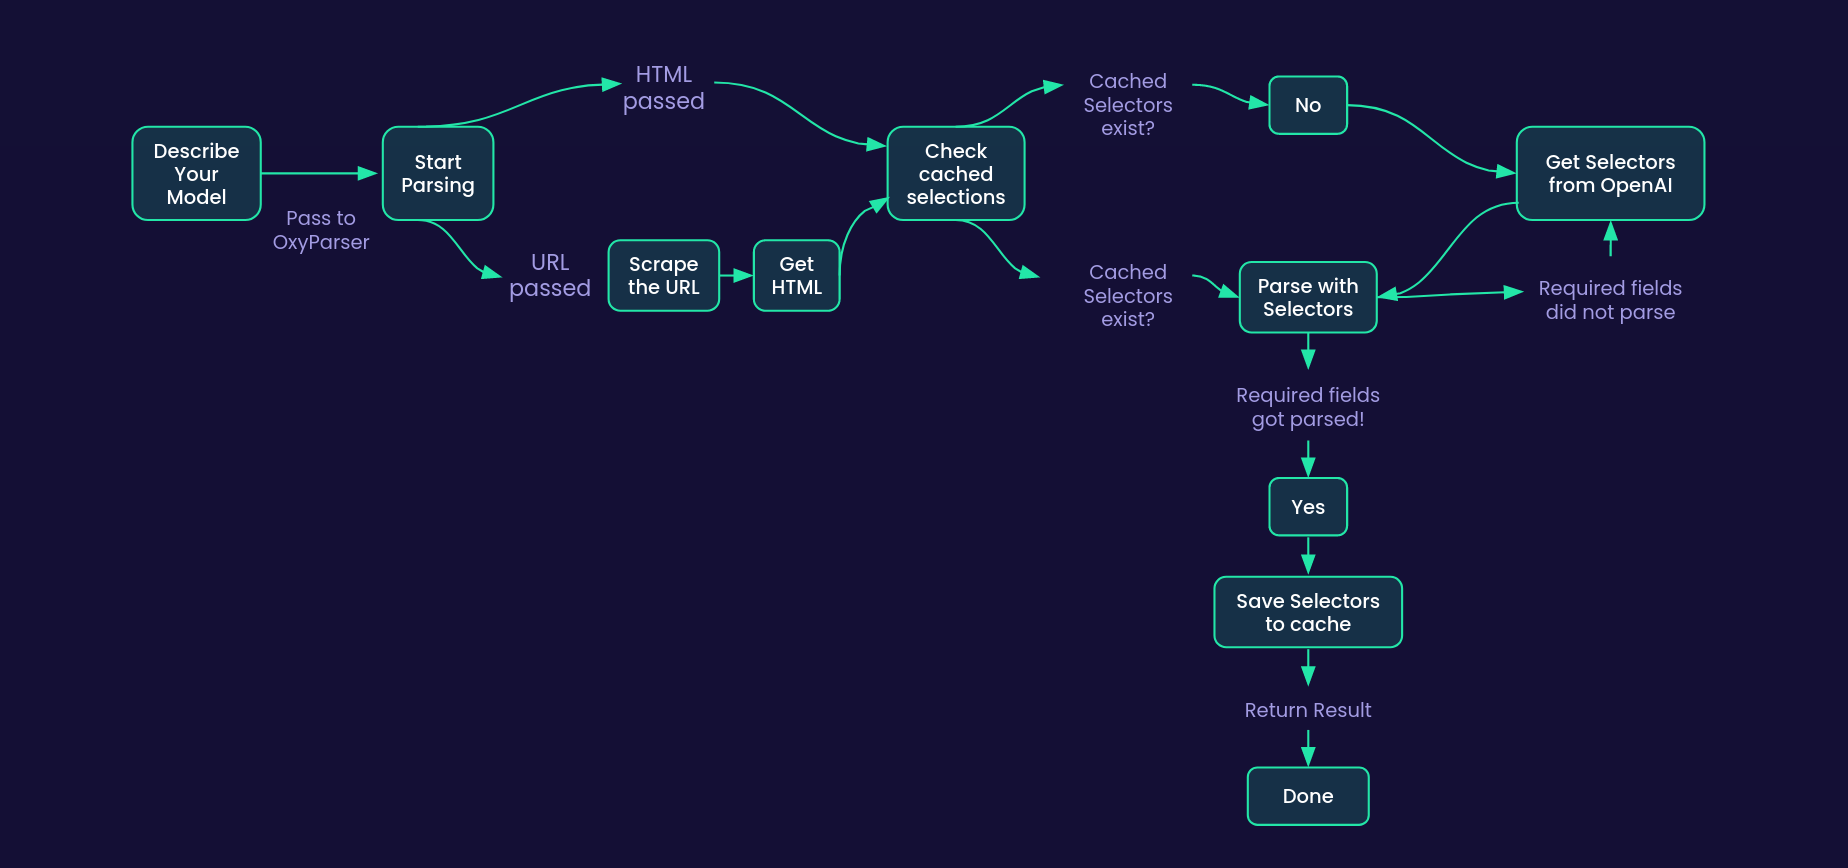 Describe
Your
Model
Pass to
OxyParser
Start
Parsing
HTML
passed
URL
passed
Scrape
the URL
Get
HTML
Check
cached
selections
Cached
Selectors
exist?
No
Get Selectors
from OpenAI
Cached
Selectors
exist?
Parse with
Selectors
Required fields
did not parse
Required fields
got parsed!
Yes
Save Selectors
to cache
Return Result
Done